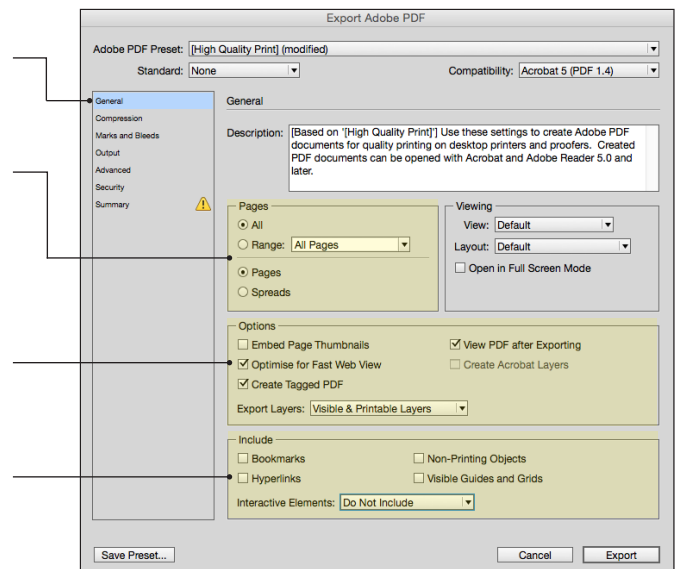 Export Adobe PDF
Adobe PDF Preset: [High Quality Print] (modified)
Standard: None
Compatibility: Acrobat 5 (PDF 1.4)
General
Compression
Marks and Bleeds
Output
Advanced
Security
Summary
General
Description: [Based on '[High Quality Print]'] Use these settings to create Adobe PDF
documents for quality printing on desktop printers and proofers. Created
PDF documents can be opened with Acrobat and Adobe Reader 5.0 and
later.
Pages
All
Range: All Pages
Pages
Spreads
Viewing
View: Default
Layout: Default
Open in Full Screen Mode
Options
Embed Page Thumbnails
View PDF after Exporting
Optimise for Fast Web View
Create Acrobat Layers
Create Tagged PDF
Export Layers: Visible & Printable Layers
Include
Bookmarks
Non-Printing Objects
Hyperlinks
Visible Guides and Grids
Interactive Elements: Do Not Include
Save Preset...
Cancel
Export